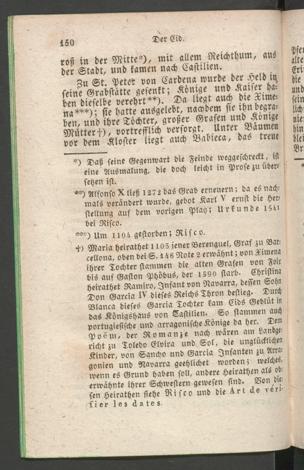 150 Der Cid.
roß in der Mitte*), mit allem Reichthum, aus
der Stadt, und kamen nach Castilien.
Zu St. Peter von Cardena wurde der Held in
seine Grabstätte gesenkt; Könige und Kaiser ha-
ben dieselbe verehrt**). Da liegt auch die Xime-
na***); sie hatte ausgelebt, nachdem sie ihn begra-
ben, und ihre Töchter, großer Grafen und Könige
Mütter†), vortrefflich versorgt. Unter Bäumen
vor dem Kloster liegt auch Babieca, das treue
*) Daß seine Gegenwart die Feinde weggeschreckt, ist
eine Ausmalung, die doch leicht in Prose zu über-
setzen ist.
**) Alfonso X ließ 1272 das Grab erneuern; da es nach-
mals verändert wurde, gebot Karl V ernst die Her-
stellung auf dem vorigen Platz; Urkunde 1541
bei Risco.
***) Um 1104 gestorben; Risco.
†) Maria heirathet 1103 jener Berenguel, Graf zu Bar-
cellona, oben bei S. 146 Note 2 erwähnt; von Ximena
ihrer Tochter stammen die alten Grafen von Foix
bis auf Gaston Phöbus, der 1390 starb. Christina
heirathet Ramiro, Infant von Navarra, dessen Sohn
Don Garcia IV dieses Reichs Thron bestieg. Durch
Blanca dieses Garcia Tochter kam Cids Geblüt in
das Königshaus von Castilien. So stammen auch
portugiesische und arragonische Könige da her. Den
Poëm, der Romanze nach wären am Landge-
richt zu Toledo Elvira und Sol, die unglücklichen
Kinder, von Sancho und Garcia Infanten zu Arra-
gonien und Navarra geehlichet worden; welches,
wenn es Grund haben soll, andere heirathen als oben
erwähnte ihrer Schwestern gewesen sind. Von die-
sen Heirathen siehe Risco und die Art de véri-
fier les dates